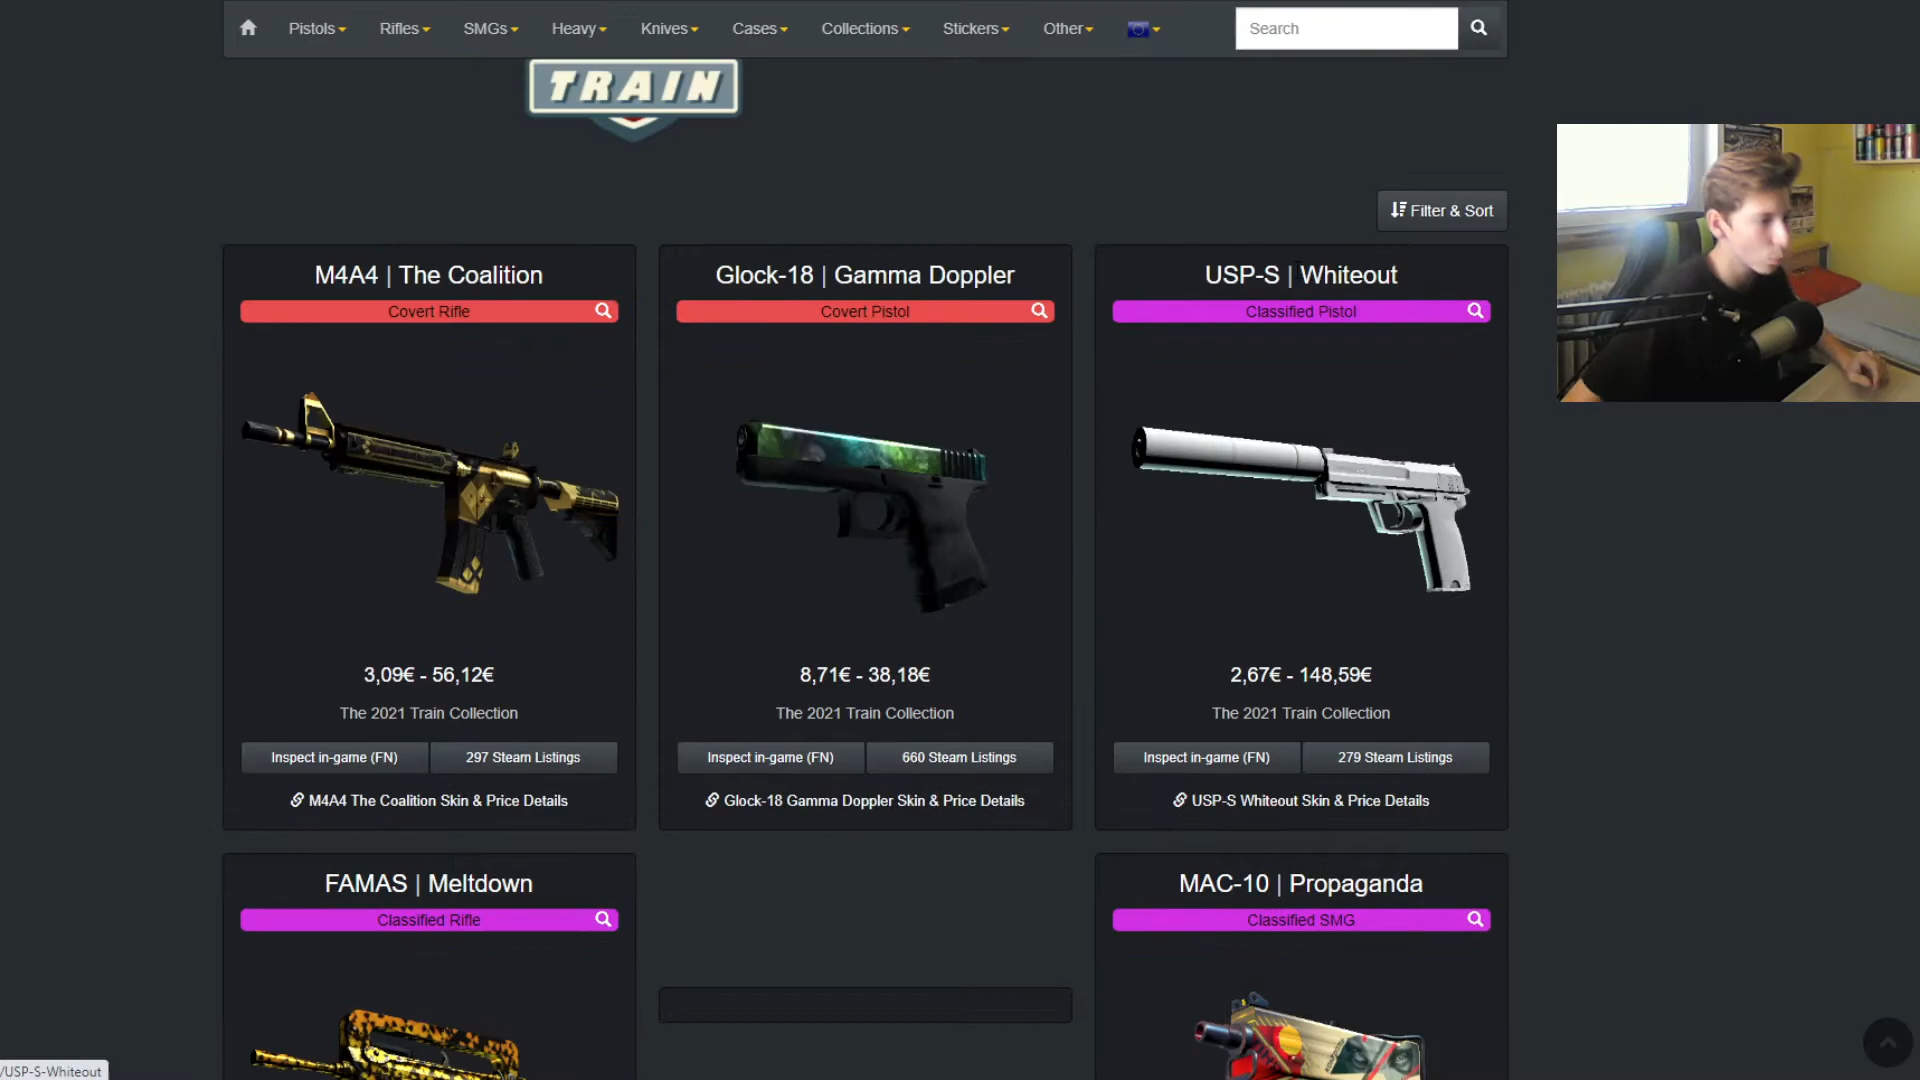 Pistols Rifles SMGs Heavy Knives Cases Collections Stickers Other Search
TRAIN
Filter & Sort
M4A4 | The Coalition
Covert Rifle
3,09€ - 56,12€
The 2021 Train Collection
Inspect in-game (FN) 297 Steam Listings
M4A4 The Coalition Skin & Price Details
Glock-18 | Gamma Doppler
Covert Pistol
8,71€ - 38,18€
The 2021 Train Collection
Inspect in-game (FN) 660 Steam Listings
Glock-18 Gamma Doppler Skin & Price Details
USP-S | Whiteout
Classified Pistol
2,67€ - 148,59€
The 2021 Train Collection
Inspect in-game (FN) 279 Steam Listings
USP-S Whiteout Skin & Price Details
FAMAS | Meltdown
Classified Rifle
MAC-10 | Propaganda
Classified SMG
/USP-S-Whiteout